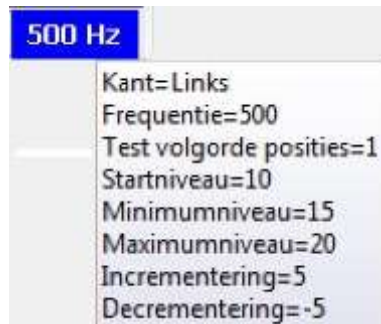 500 Hz
Kant=Links
Frequentie=500
Test volgorde posities=1
Startniveau=10
Minimumniveau=15
Maximumniveau=20
Incrementering=5
Decrementering=-5